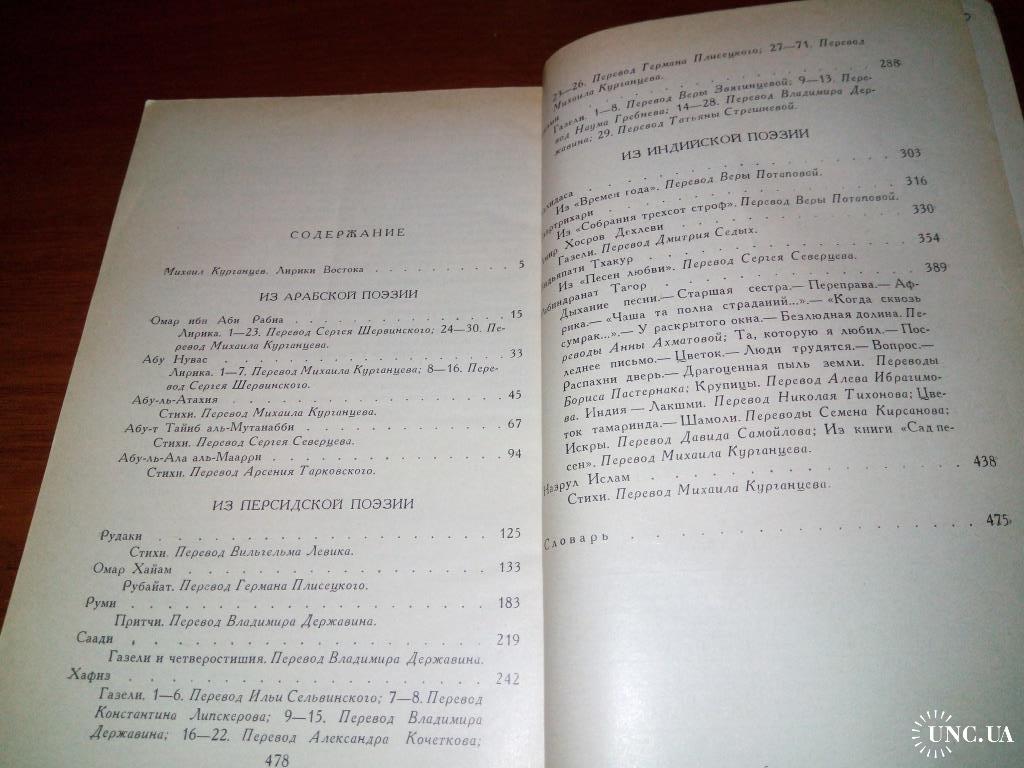 СОДЕРЖАНИЕ
Михаил Курганцев. Лирики Востока . . . . . . . . . 5
ИЗ АРАБСКОЙ ПОЭЗИИ
Омар ибн Аби Рабиа . . . . . . . . . 15
Лирика. 1—23. Перевод Сергея Шервинского; 24—30. Пе-
ревод Михаила Курганцева.
Абу Нувас . . . . . . . . . 33
Лирика. 1—7. Перевод Михаила Курганцева; 8—16. Пере-
вод Сергея Шервинского.
Абу-ль-Атахия . . . . . . . . . 45
Стихи. Перевод Михаила Курганцева.
Абу-т Тайиб аль-Мутанабби . . . . . . . . . 67
Стихи. Перевод Сергея Северцева.
Абу-ль-Ала аль-Маарри . . . . . . . . . 94
Стихи. Перевод Арсения Тарковского.
ИЗ ПЕРСИДСКОЙ ПОЭЗИИ
Рудаки . . . . . . . . . 125
Стихи. Перевод Вильгельма Левика.
Омар Хайам . . . . . . . . . 133
Рубайат. Перевод Германа Плисецкого.
Руми . . . . . . . . . 183
Притчи. Перевод Владимира Державина.
Саади . . . . . . . . . 219
Газели и четверостишия. Перевод Владимира Державина.
Хафиз . . . . . . . . . 242
Газели. 1—6. Перевод Ильи Сельвинского; 7—8. Перевод
Константина Липскерова; 9—15. Перевод Владимира
Державина; 16—22. Перевод Александра Кочеткова;
478
23—26. Перевод Германа Плисецкого; 27—71. Перевод
Михаила Курганцева.
. . . . . . . . . 288
Газели. 1—8. Перевод Веры Звягинцевой; 9—13. Пере-
вод Наума Гребнева; 14—28. Перевод Владимира Дер-
жавина; 29. Перевод Татьяны Стрешневой.
ИЗ ИНДИЙСКОЙ ПОЭЗИИ
. . . . . . . . . 303
Из «Времен года». Перевод Веры Потаповой.
. . . . . . . . . 316
Из «Собрания трехсот строф». Перевод Веры Потаповой.
Хосров Дехлеви . . . . . . . . . 330
Газели. Перевод Дмитрия Седых.
Тхакур . . . . . . . . . 354
Из «Песен любви». Перевод Сергея Северцева.
Тагор . . . . . . . . . 389
Дыхание песни.— Старшая сестра.— Переправа.— Аф-
рика.— «Чаша та полна страданий...».— «Когда сквозь
сумрак...».— У раскрытого окна.— Безлюдная долина. Пе-
реводы Анны Ахматовой; Та, которую я любил.— Пос-
леднее письмо.— Цветок.— Люди трудятся.— Вопрос.—
Распахни дверь.— Драгоценная пыль земли. Переводы
Бориса Пастернака; Крупицы. Перевод Алева Ибрагимо-
ва. Индия — Лакшми. Перевод Николая Тихонова; Цве-
ток тамаринда.— Шамоли. Переводы Семена Кирсанова;
Искры. Перевод Давида Самойлова; Из книги «Сад пе-
сен». Перевод Михаила Курганцева.
Назрул Ислам . . . . . . . . . 438
Стихи. Перевод Михаила Курганцева.
Словарь . . . . . . . . . 475
UNC.UA